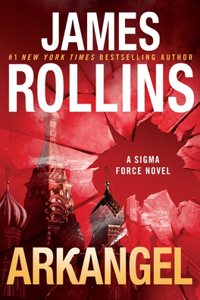 JAMES
ROLLINS
#1 NEW YORK TIMES BESTSELLING AUTHOR
A SIGMA
FORCE NOVEL
ARKANGEL